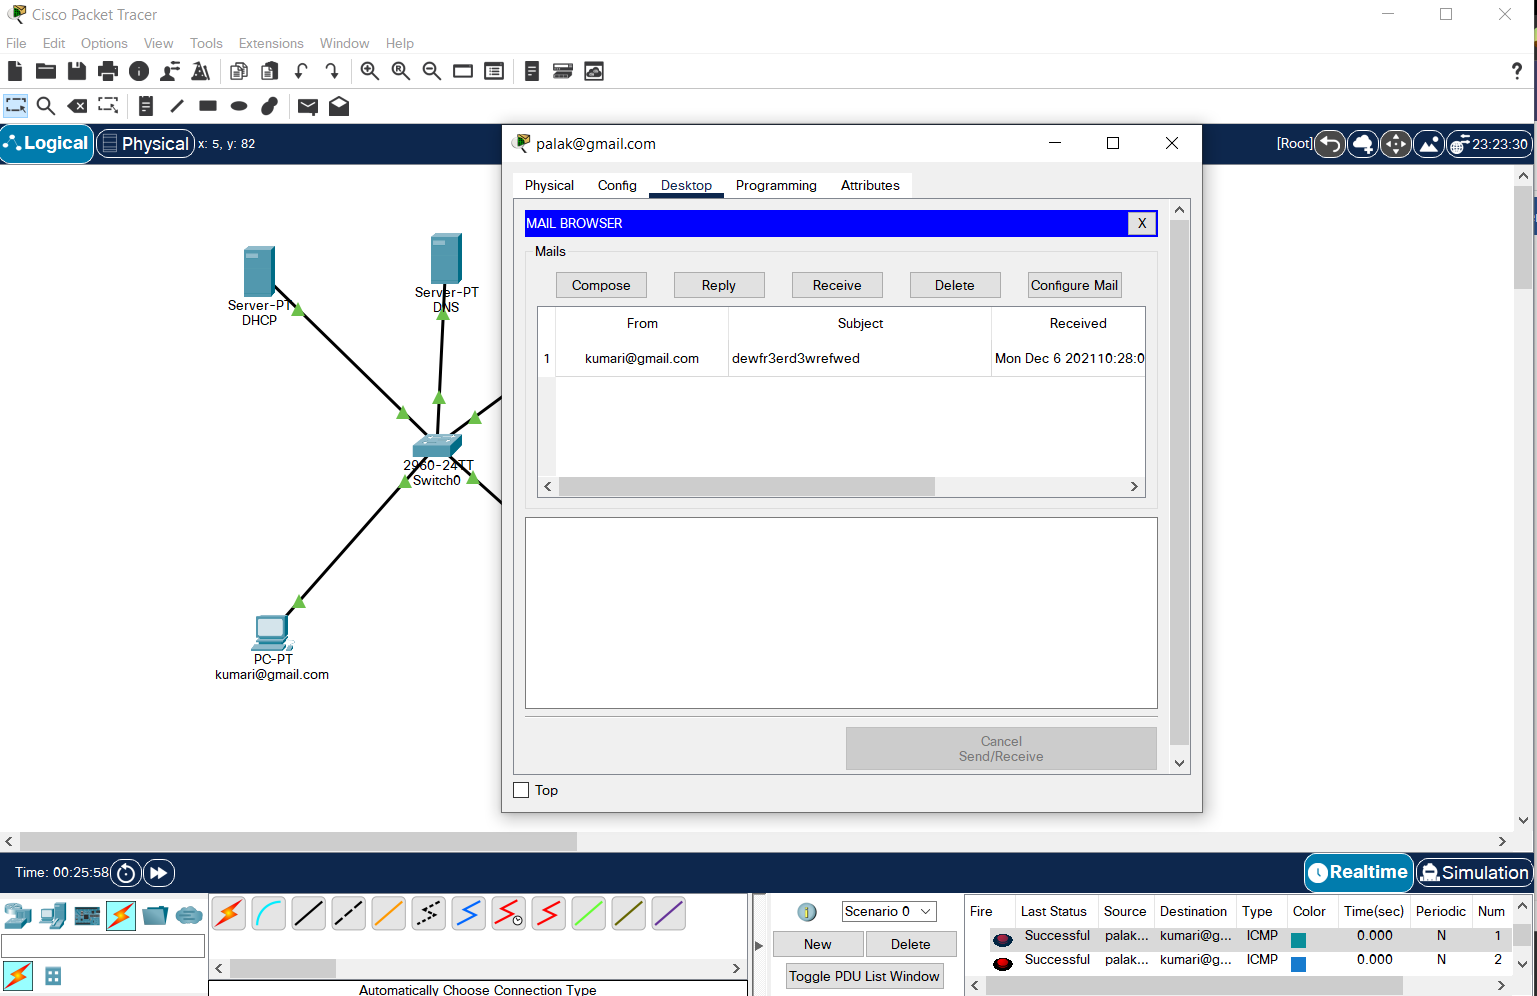 Cisco Packet Tracer
File Edit Options View Tools Extensions Window Help
?
Logical Physical x: 5, y: 82
[Root] 23:23:30
palak@gmail.com
Physical Config Desktop Programming Attributes
MAIL BROWSER X
Mails
Compose Reply Receive Delete Configure Mail
From Subject Received
1 kumari@gmail.com dewfr3erd3wrefwed Mon Dec 6 202110:28:0
Cancel
Send/Receive
Top
Server-PT
DHCP
Server-PT
DNS
2960-24TT
Switch0
PC-PT
kumari@gmail.com
Time: 00:25:58
Realtime Simulation
Automatically Choose Connection Type
Scenario 0
New Delete
Toggle PDU List Window
Fire Last Status Source Destination Type Color Time(sec) Periodic Num
Successful palak... kumari@g... ICMP 0.000 N 1
Successful palak... kumari@g... ICMP 0.000 N 2